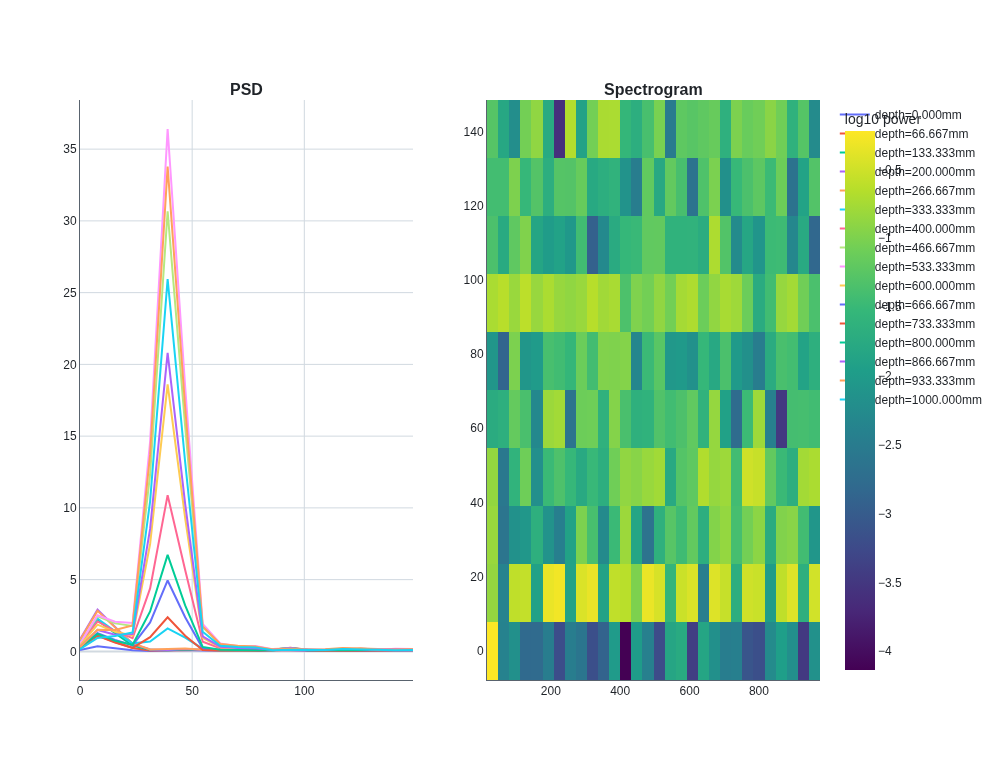 PSD
Spectrogram
35
30
25
20
15
10
5
0
0
50
100
140
120
100
80
60
40
20
0
200
400
600
800
log10 power
−0.5
−1
−1.5
−2
−2.5
−3
−3.5
−4
depth=0.000mm
depth=66.667mm
depth=133.333mm
depth=200.000mm
depth=266.667mm
depth=333.333mm
depth=400.000mm
depth=466.667mm
depth=533.333mm
depth=600.000mm
depth=666.667mm
depth=733.333mm
depth=800.000mm
depth=866.667mm
depth=933.333mm
depth=1000.000mm